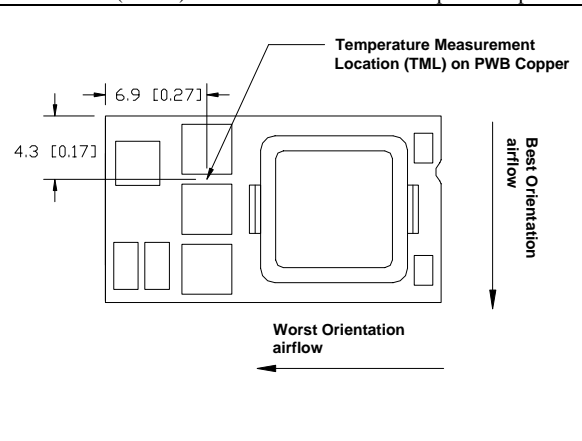 Temperature Measurement
Location (TML) on PWB Copper
6.9 [0.27]
4.3 [0.17]
Best Orientation
airflow
Worst Orientation
airflow